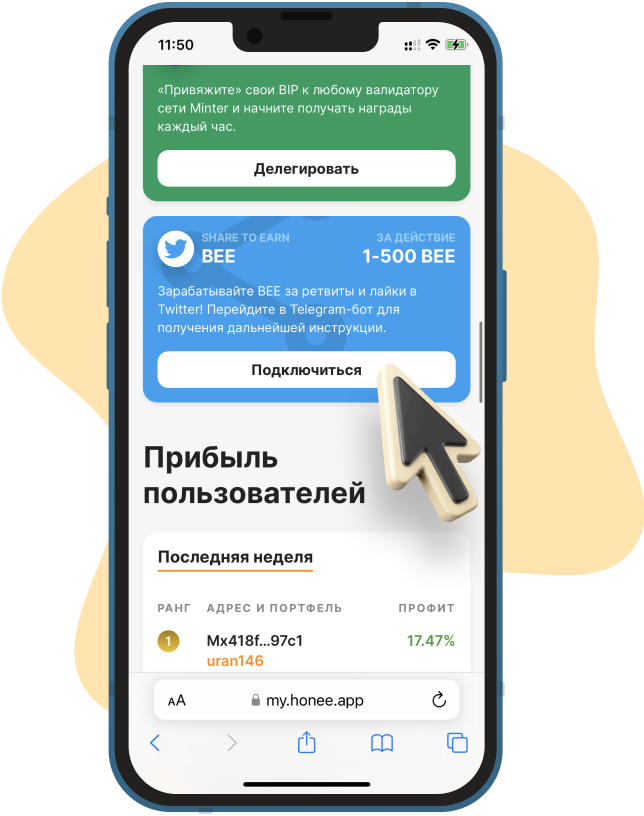 11:50
«Привяжите» свои BIP к любому валидатору
сети Minter и начните получать награды
каждый час.
Делегировать
SHARE TO EARN
ЗА ДЕЙСТВИЕ
BEE
1-500 BEE
Зарабатывайте BEE за ретвиты и лайки в
Twitter! Перейдите в Telegram-бот для
получения дальнейшей инструкции.
Подключиться
Прибыль
пользователей
Последняя неделя
РАНГ АДРЕС И ПОРТФЕЛЬ ПРОФИТ
1 Mx418f...97c1 17.47%
uran146
AA my.honee.app